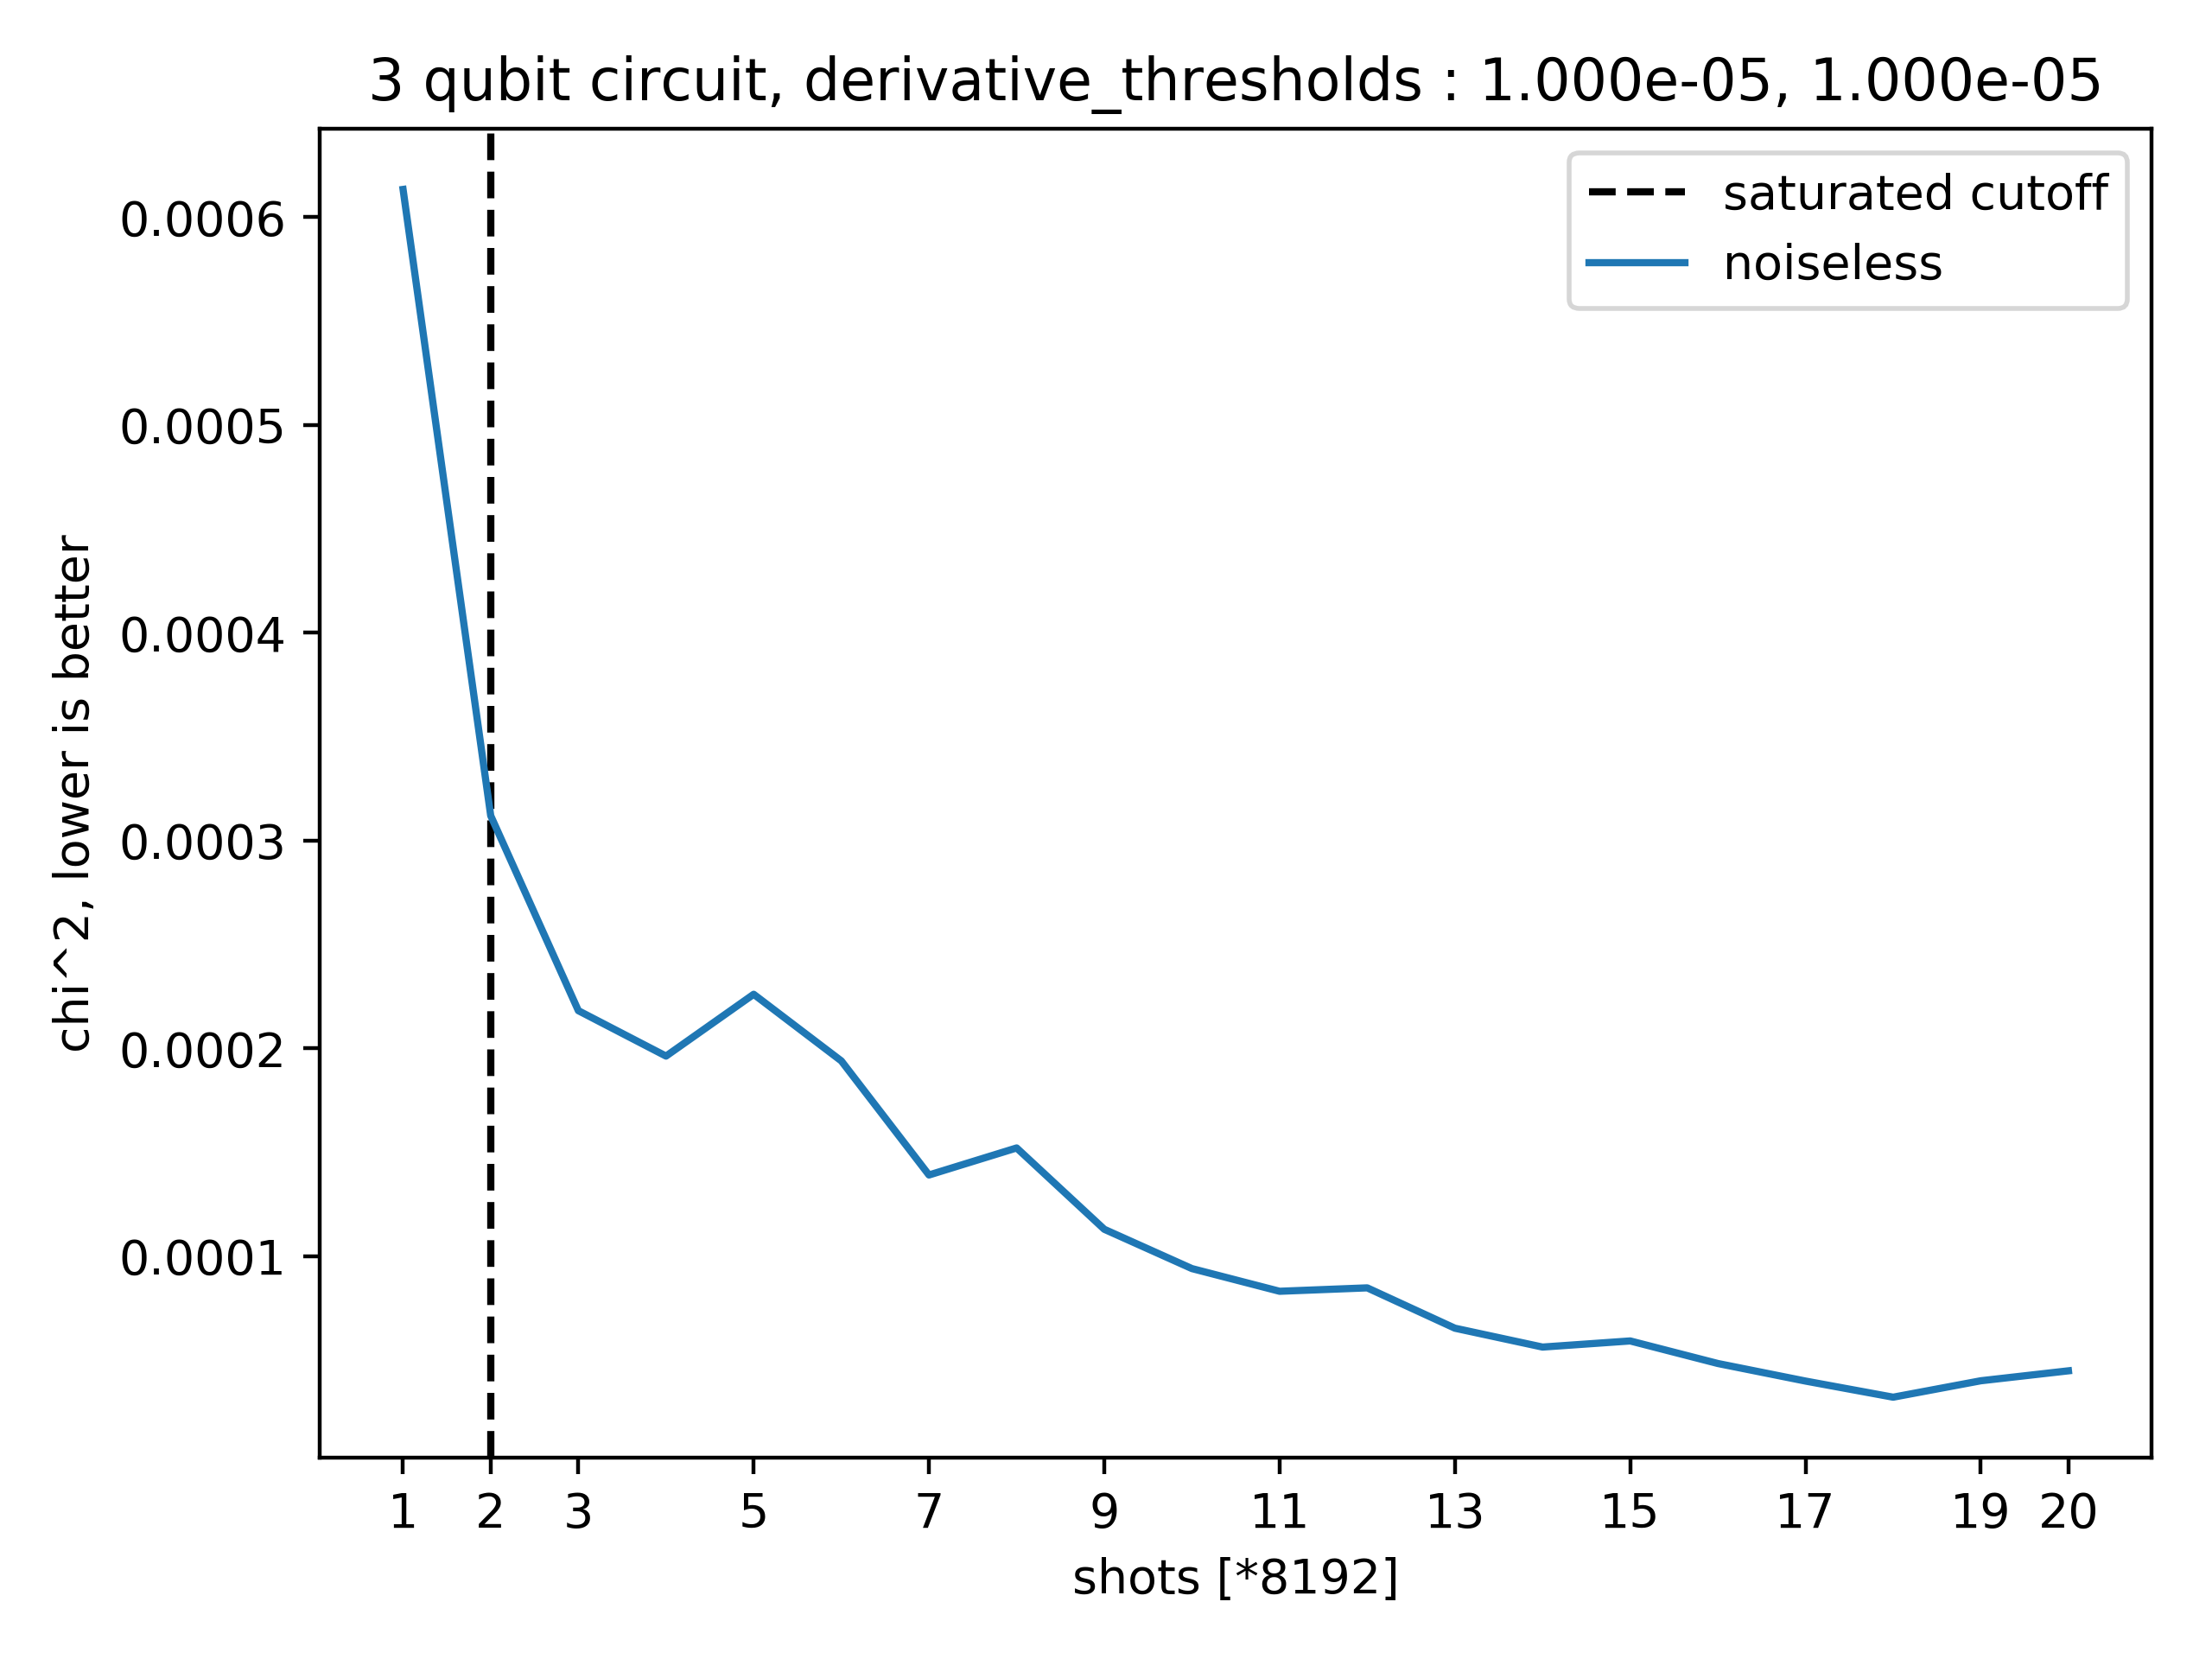 3 qubit circuit, derivative_thresholds : 1.000e-05, 1.000e-05
saturated cutoff
noiseless
0.0006
0.0005
0.0004
0.0003
0.0002
0.0001
chi^2, lower is better
1 2 3 5 7 9 11 13 15 17 19 20
shots [*8192]